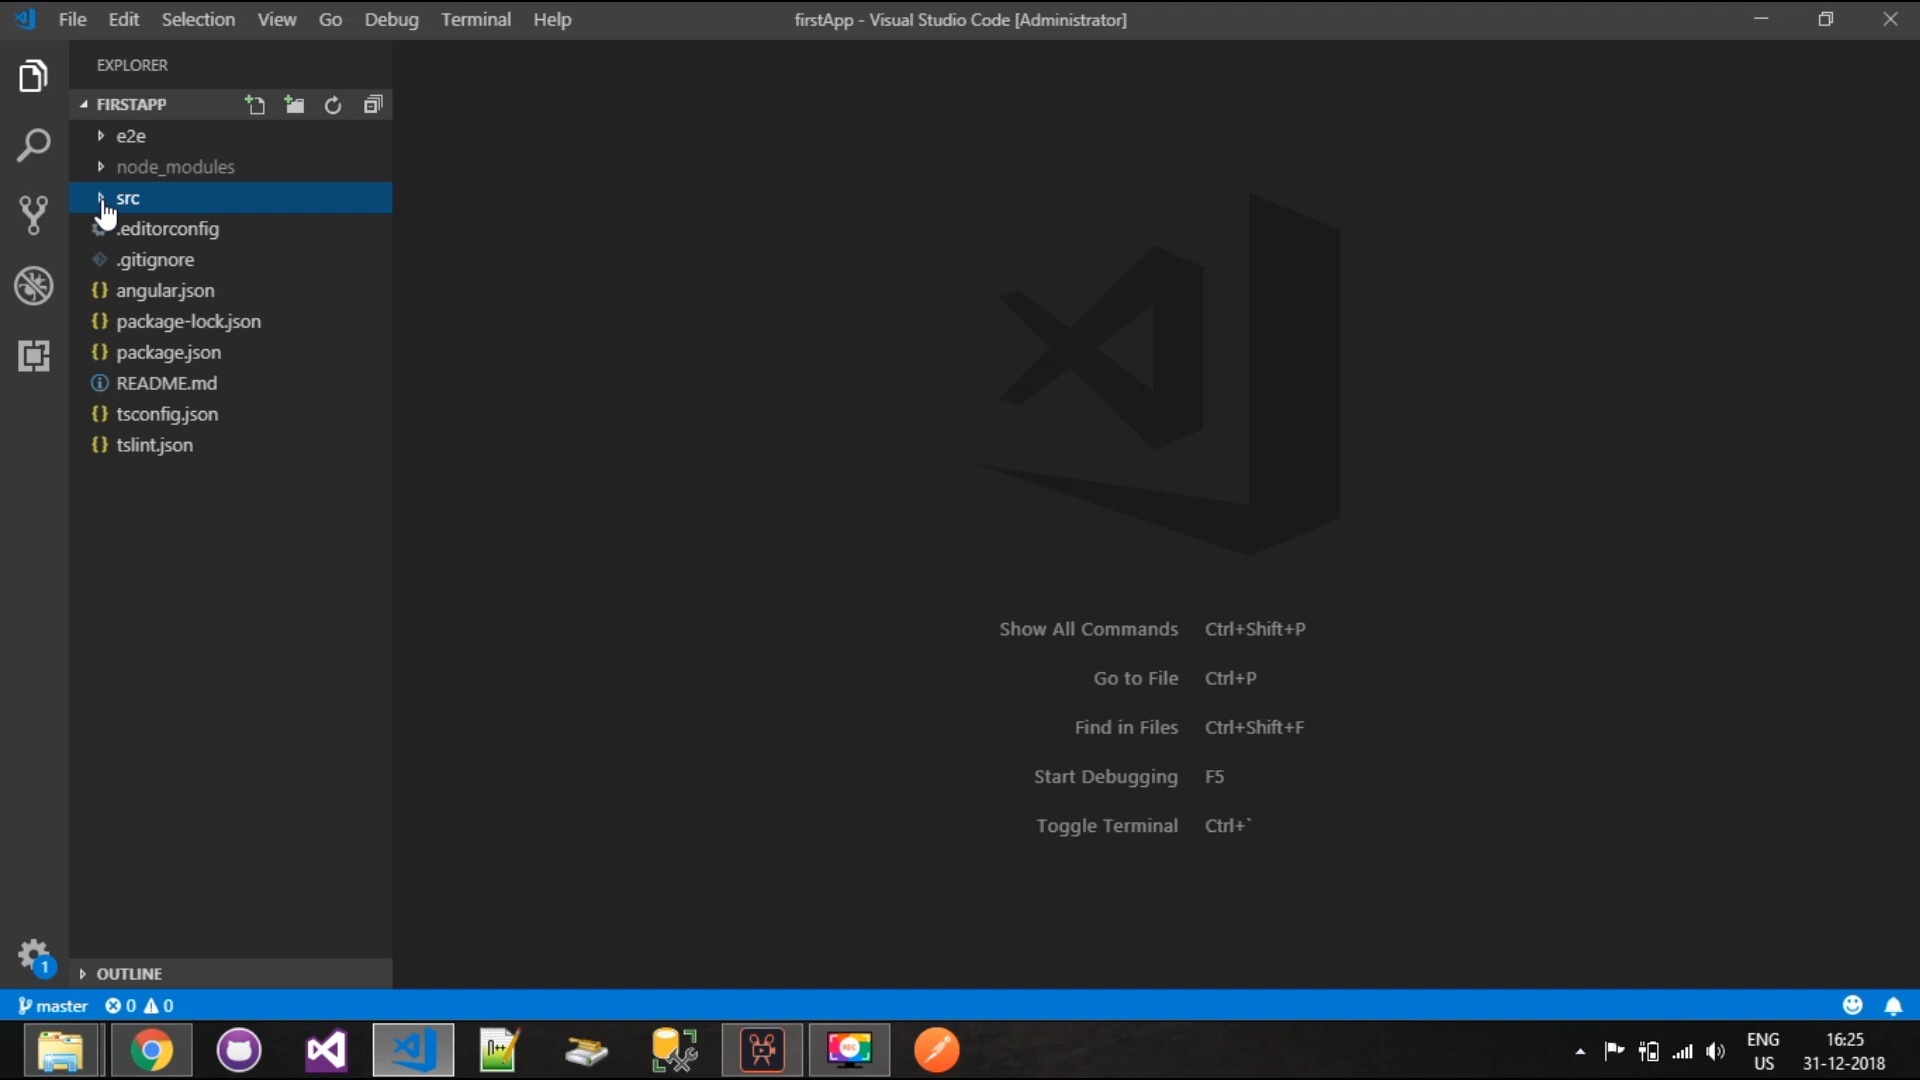 File Edit Selection View Go Debug Terminal Help firstApp - Visual Studio Code [Administrator]
EXPLORER
FIRSTAPP
e2e
node_modules
src
.editorconfig
.gitignore
{} angular.json
{} package-lock.json
{} package.json
README.md
{} tsconfig.json
{} tslint.json
Show All Commands Ctrl+Shift+P
Go to File Ctrl+P
Find in Files Ctrl+Shift+F
Start Debugging F5
Toggle Terminal Ctrl+`
1
OUTLINE
master 0 0
N++
REC
ENG
US
16:25
31-12-2018